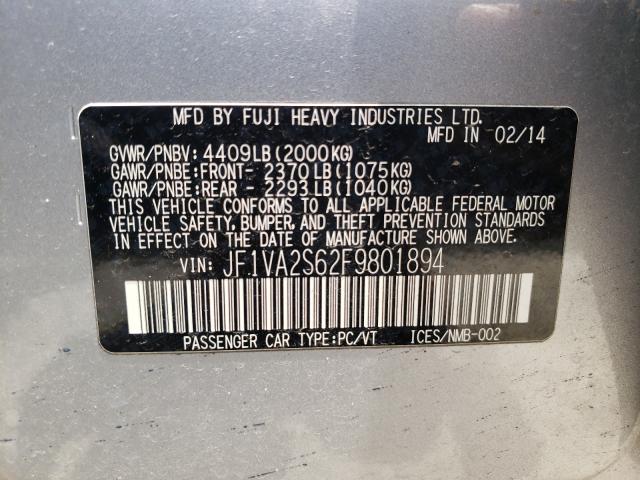 MFD BY FUJI HEAVY INDUSTRIES LTD.
MFD IN 02/14
GVWR/PNBV: 4409LB(2000KG)
GAWR/PNBE:FRONT- 2370LB(1075KG)
GAWR/PNBE:REAR - 2293LB(1040KG)
THIS VEHICLE CONFORMS TO ALL APPLICABLE FEDERAL MOTOR
VEHICLE SAFETY, BUMPER, AND THEFT PREVENTION STANDARDS
IN EFFECT ON THE DATE OF MANUFACTURE SHOWN ABOVE.
VIN: JF1VA2S62F9801894
PASSENGER CAR TYPE:PC/VT ICES/NMB-002